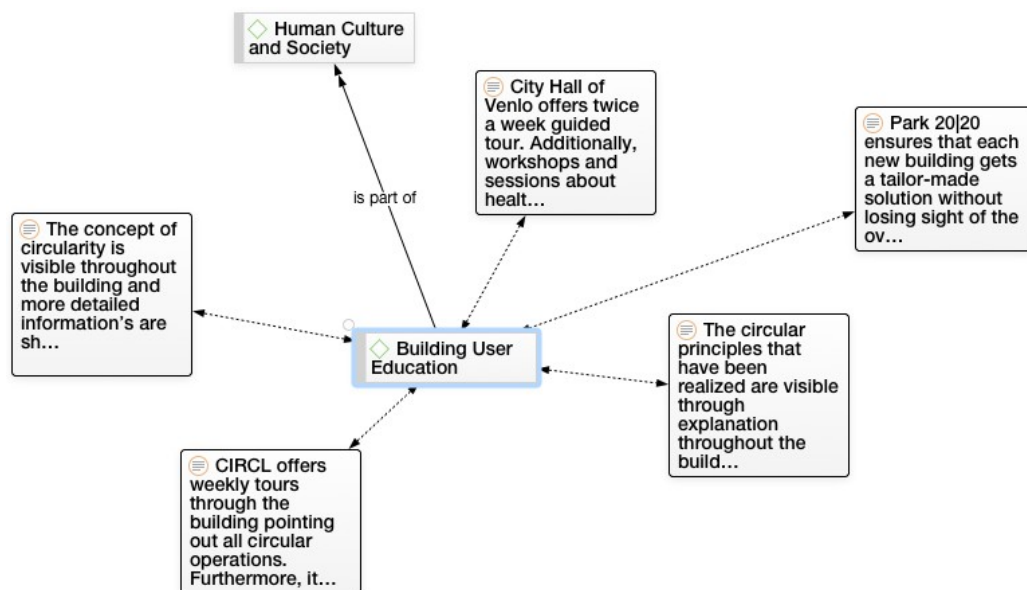 Human Culture
and Society
City Hall of
Venlo offers twice
a week guided
tour. Additionally,
workshops and
sessions about
healt...
Park 20|20
ensures that each
new building gets
a tailor-made
solution without
losing sight of the
ov...
is part of
The concept of
circularity is
visible throughout
the building and
more detailed
information's are
sh...
Building User
Education
The circular
principles that
have been
realized are visible
through
explanation
throughout the
build...
CIRCL offers
weekly tours
through the
building pointing
out all circular
operations.
Furthermore, it...